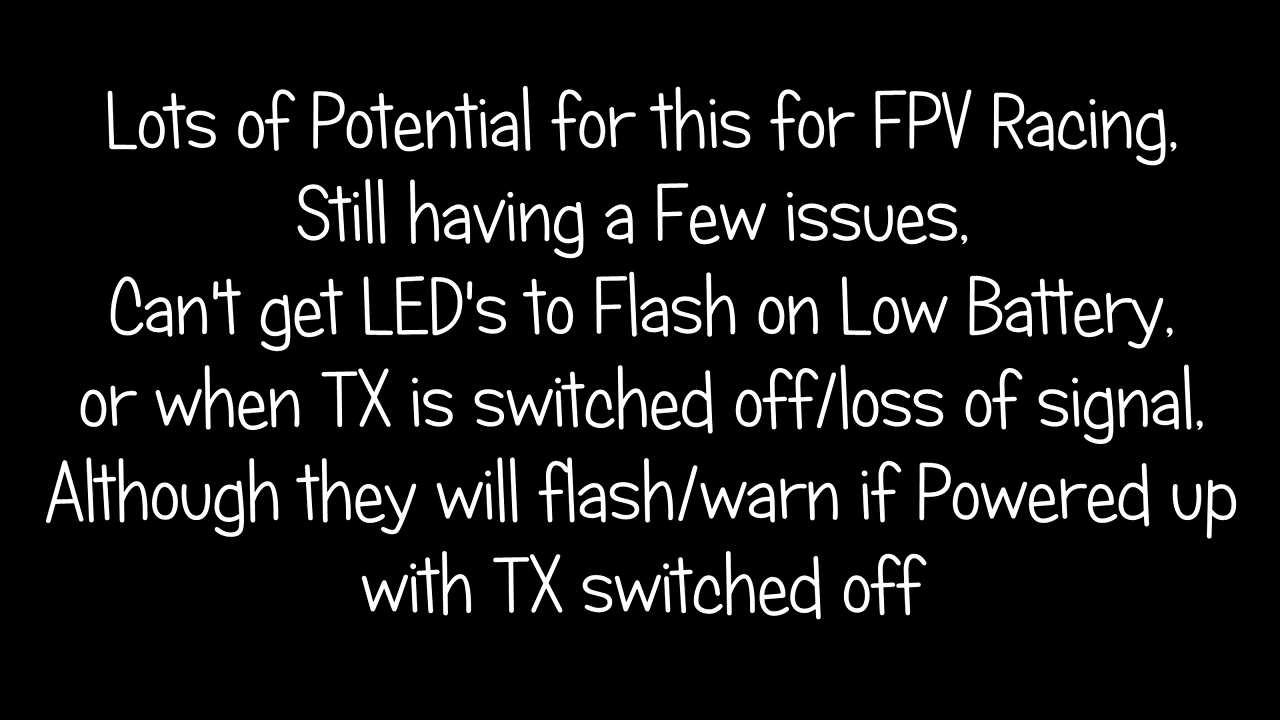 Lots of Potential for this for FPV Racing,
Still having a Few issues,
Can't get LED's to Flash on Low Battery,
or when TX is switched off/loss of signal,
Although they will flash/warn if Powered up
with TX switched off